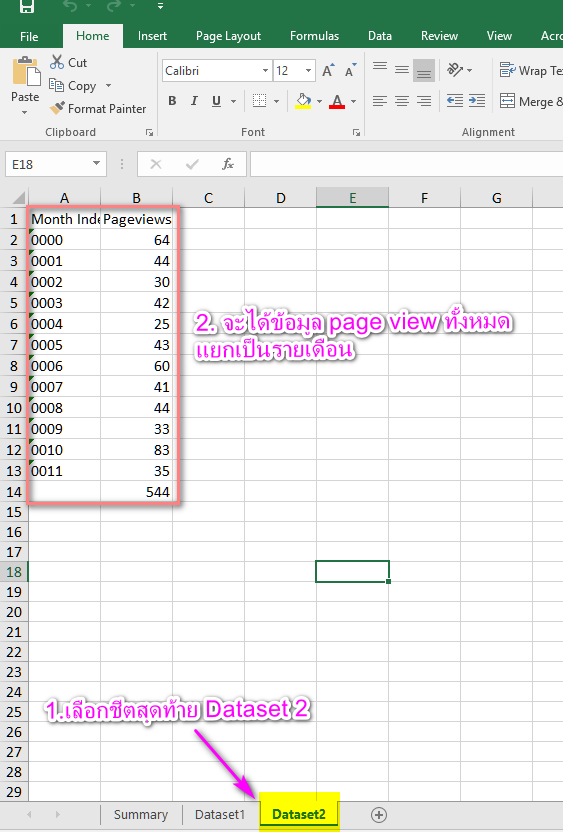 File Home Insert Page Layout Formulas Data Review View Acro
Cut
Copy
Format Painter
Paste
Calibri 12 A A
B I U A
Wrap Te
Merge &
Clipboard Font Alignment
E18 fx
A B C D E F G
1 Month Inde Pageviews
2 0000 64
3 0001 44
4 0002 30
5 0003 42
6 0004 25
7 0005 43
8 0006 60
9 0007 41
10 0008 44
11 0009 33
12 0010 83
13 0011 35
14 544
2. จะได้ข้อมูล page view ทั้งหมด
แยกเป็นรายเดือน
15
16
17
18
19
20
21
22
23
24
25
26
27
28
29
1.เลือกชีตสุดท้าย Dataset 2
Summary Dataset1 Dataset2